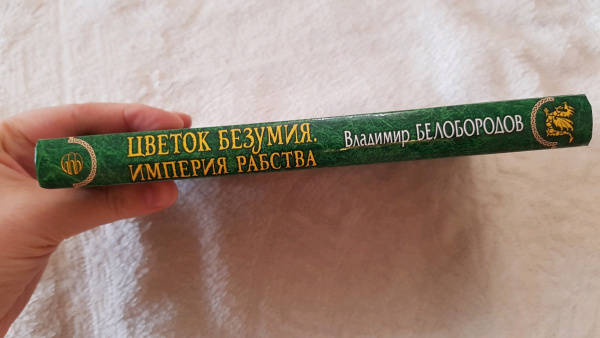 ЦВЕТОК БЕЗУМИЯ.
ИМПЕРИЯ РАБСТВА
Владимир БЕЛОБОРОДОВ